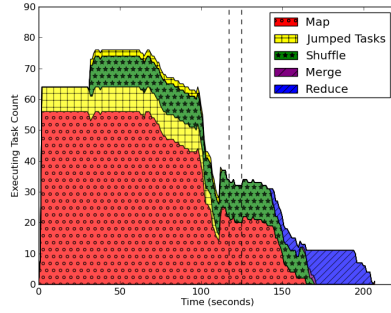 90
80
70
60
50
40
30
20
10
0
Executing Task Count
Map
Jumped Tasks
Shuffle
Merge
Reduce
0 50 100 150 200
Time (seconds)